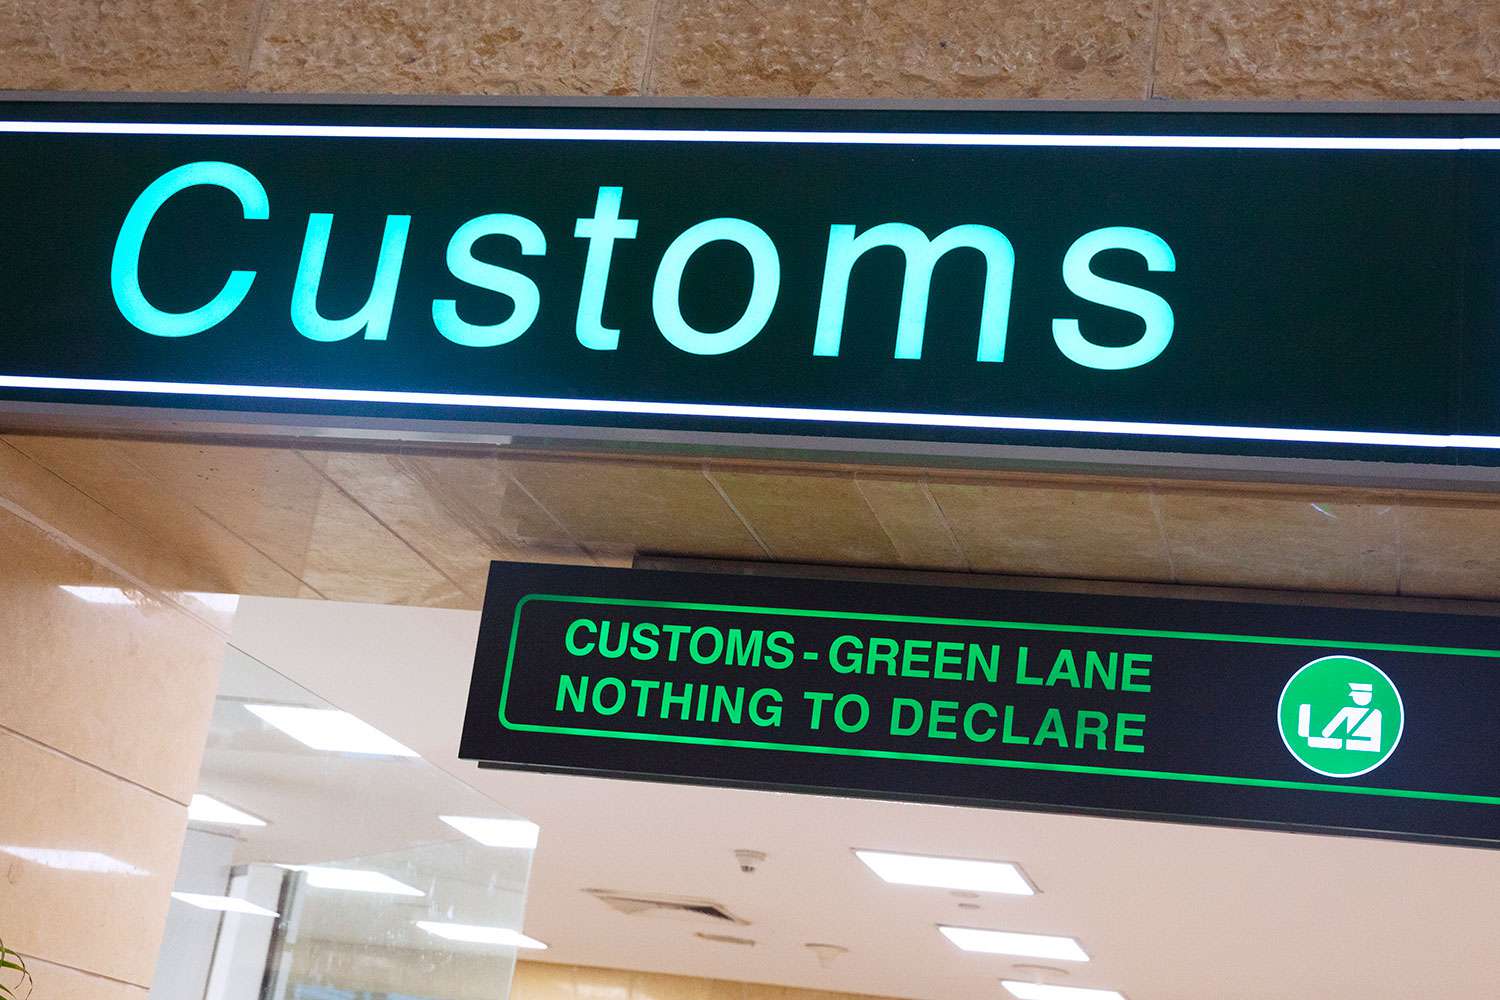 Customs
CUSTOMS - GREEN LANE
NOTHING TO DECLARE